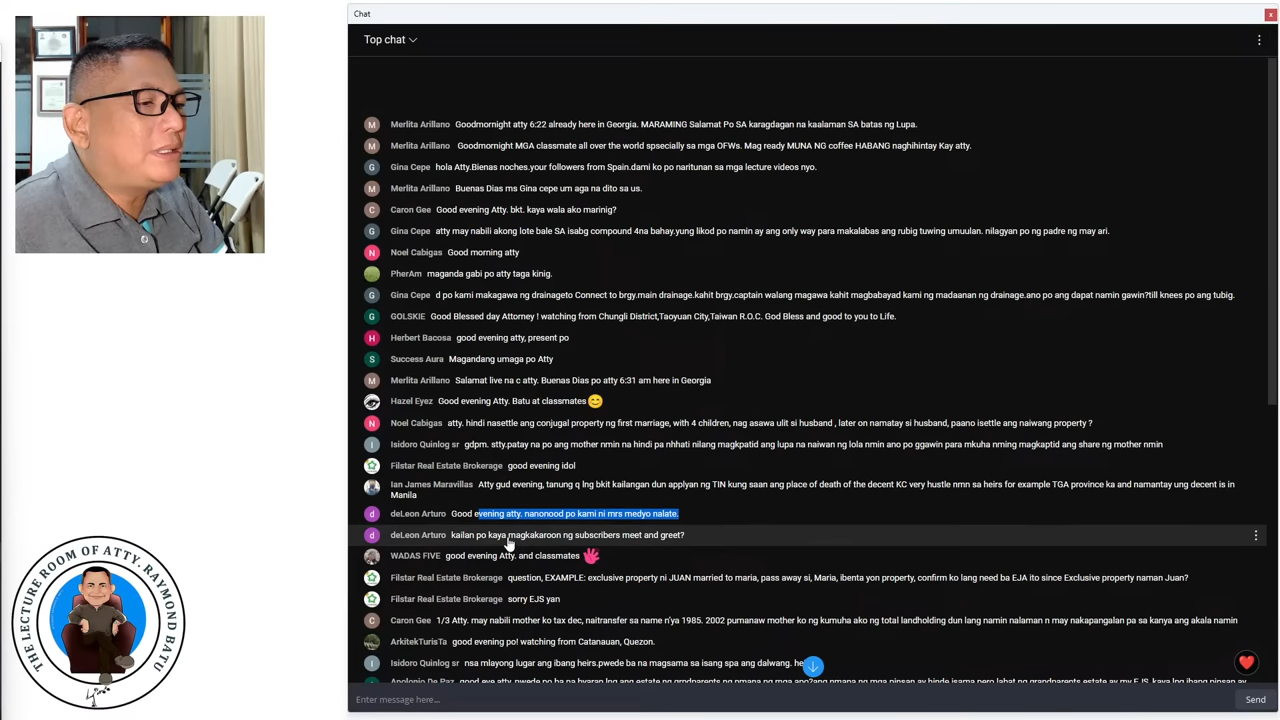 Chat
Top chat
Merlita Arillano Goodmornight atty 6:22 already here in Georgia. MARAMING Salamat Po SA karagdagan na kaalaman SA batas ng Lupa.
Merlita Arillano Goodmornight MGA classmate all over the world spsecially sa mga OFWs. Mag ready MUNA NG coffee HABANG naghihintay Kay atty.
Gina Cepe hola Atty.Bienas noches.your followers from Spain.dami ko po naritunan sa mga lecture videos nyo.
Merlita Arillano Buenas Dias ms Gina cepe um aga na dito sa us.
Caron Gee Good evening Atty. bkt. kaya wala ako marinig?
Gina Cepe atty may nabili akong lote bale SA isabg compound 4na bahay.yung likod po namin ay ang only way para makalabas ang rubig tuwing umuulan. nilagyan po ng padre ng may ari.
Noel Cabigas Good morning atty
PherAm maganda gabi po atty taga kinig.
Gina Cepe d po kami makagawa ng drainageto Connect to brgy.main drainage.kahit brgy.captain walang magawa kahit magbabayad kami ng madaanan ng drainage.ano po ang dapat namin gawin?till knees po ang tubig.
GOLSKIE Good Blessed day Attorney ! watching from Chungli District,Taoyuan City,Taiwan R.O.C. God Bless and good to you to Life.
Herbert Bacosa good evening atty, present po
Success Aura Magandang umaga po Atty
Merlita Arillano Salamat live na c atty. Buenas Dias po atty 6:31 am here in Georgia
Hazel Eyez Good evening Atty. Batu at classmates
Noel Cabigas atty. hindi nasettle ang conjugal property ng first marriage, with 4 children, nag asawa ulit si husband , later on namatay si husband, paano isettle ang naiwang property ?
Isidoro Quinlog sr gdpm. stty.patay na po ang mother nmin na hindi pa nhhati nilang magkpatid ang lupa na naiwan ng lola nmin ano po ggawin para mkuha nmng magkaptid ang share ng mother nmin
Filstar Real Estate Brokerage good evening idol
Ian James Maravillas Atty gud evening, tanung q lng bkit kailangan dun applyan ng TIN kung saan ang place of death of the decent KC very hustle nmn sa heirs for example TGA province ka and namantay ung decent is in
Manila
deLeon Arturo Good evening atty. nanonood po kami ni mrs medyo nalate.
deLeon Arturo kailan po kaya magkakaroon ng subscribers meet and greet?
WADAS FIVE good evening Atty. and classmates
Filstar Real Estate Brokerage question, EXAMPLE: exclusive property ni JUAN married to maria, pass away si, Maria, ibenta yon property, confirm ko lang need ba EJA ito since Exclusive property naman Juan?
Filstar Real Estate Brokerage sorry EJS yan
Caron Gee 1/3 Atty. may nabili mother ko tax dec, naitransfer sa name n'ya 1985. 2002 pumanaw mother ko ng kumuha ako ng total landholding dun lang namin nalaman n may nakapangalan pa sa kanya ang akala namin
ArkitekTurisTa good evening po! watching from Catanauan, Quezon.
Isidoro Quinlog sr nsa mlayong lugar ang ibang heirs.pwede ba na magsama sa isang spa ang dalwang. he
Apolonio De Paz
Enter message here...
Send
THE LECTURE ROOM OF ATTY. RAYMOND BATU